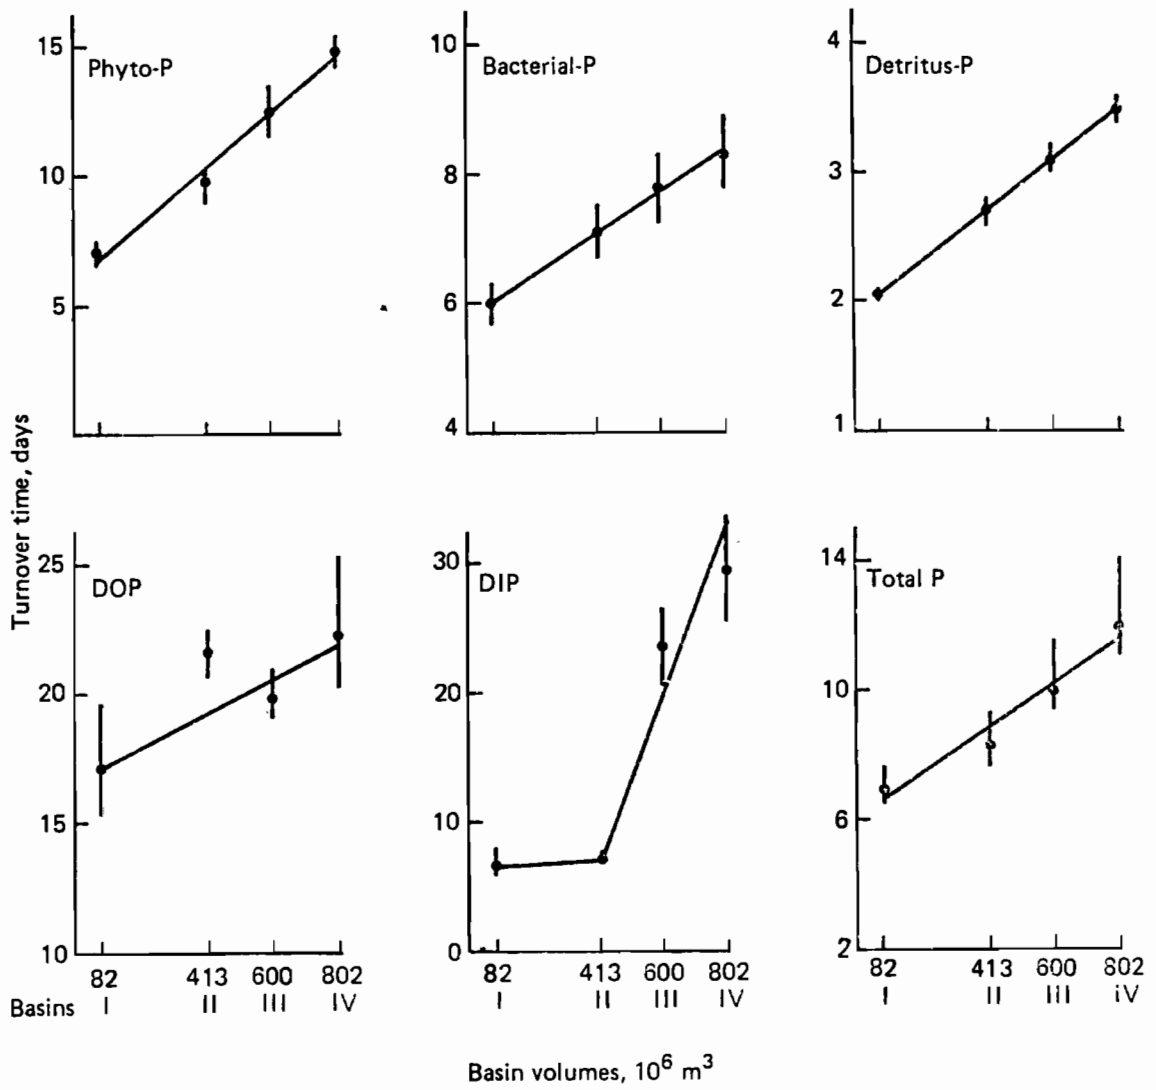 Turnover time, days
Phyto-P
15
10
5
Bacterial-P
10
8
6
4
Detritus-P
4
3
2
1
DOP
25
20
15
10
DIP
30
20
10
0
Total P
14
10
6
2
82 413 600 802
82 413 600 802
82 413 600 802
Basins I II III IV
I II III IV
I II III iV
Basin volumes, 10⁶ m³